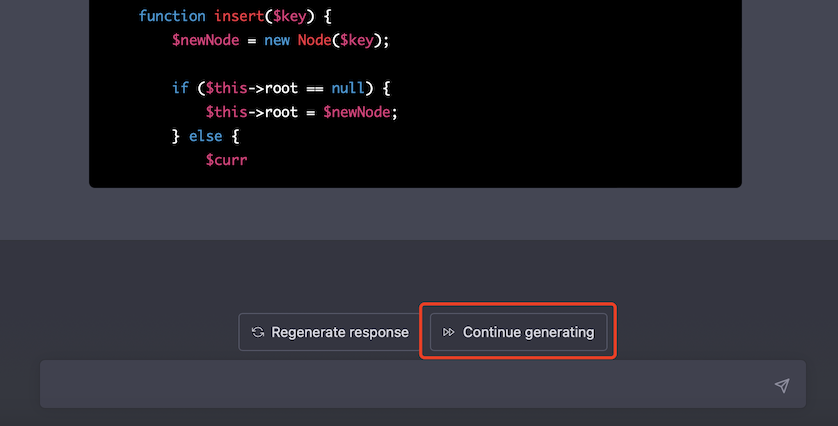 function insert($key) {
$newNode = new Node($key);
if ($this->root == null) {
$this->root = $newNode;
} else {
$curr
Regenerate response
Continue generating